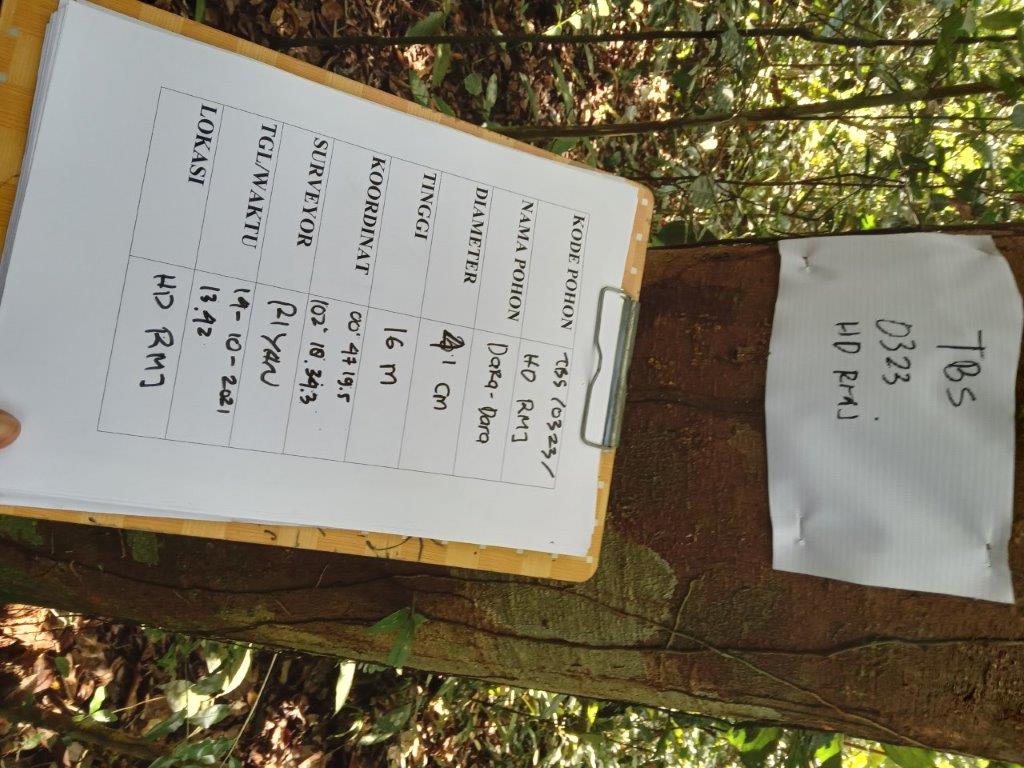 TBS
0323
HD RMJ
KODE POHON TBS /0323/
HD RMJ
NAMA POHON Dara-Dara
DIAMETER 41 CM
TINGGI 16 M
KOORDINAT 00° 47 19.5
102° 18.34.3
SURVEYOR RIYAN
TGL/WAKTU 14-10-2021
13.42
LOKASI HD RMJ